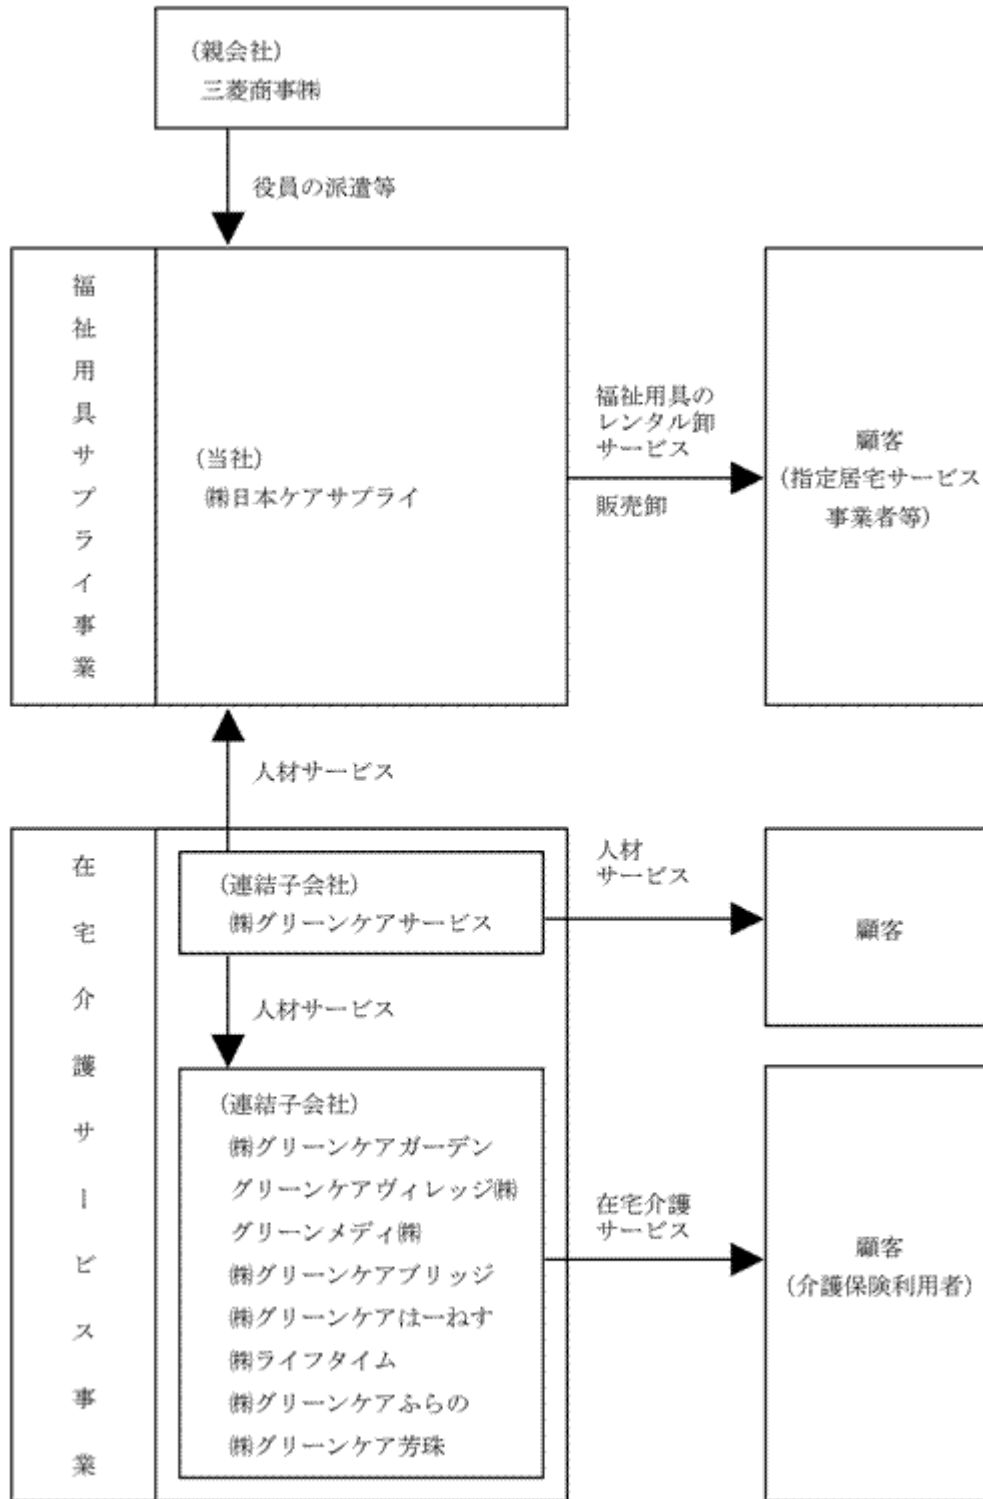 (親会社)
三菱商事㈱
役員の派遣等
福祉用具サプライ事業
(当社)
㈱日本ケアサプライ
福祉用具の
レンタル卸
サービス
販売卸
顧客
(指定居宅サービス
事業者等)
人材サービス
在宅介護サービス事業
(連結子会社)
㈱グリーンケアサービス
人材
サービス
顧客
人材サービス
(連結子会社)
㈱グリーンケアガーデン
グリーンケアヴィレッジ㈱
グリーンメディ㈱
㈱グリーンケアブリッジ
㈱グリーンケアはーねす
㈱ライフタイム
㈱グリーンケアふらの
㈱グリーンケア芳珠
在宅介護
サービス
顧客
(介護保険利用者)